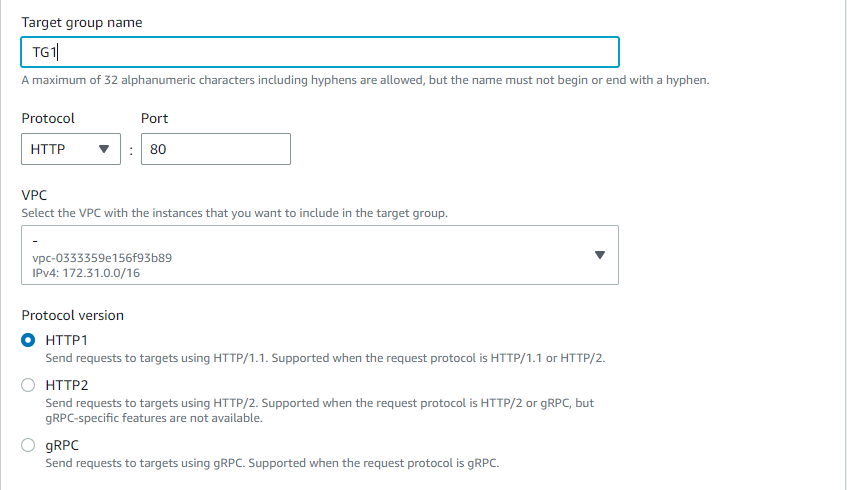 Target group name
TG1
A maximum of 32 alphanumeric characters including hyphens are allowed, but the name must not begin or end with a hyphen.
Protocol Port
HTTP : 80
VPC
Select the VPC with the instances that you want to include in the target group.
-
vpc-0333359e156f93b89
IPv4: 172.31.0.0/16
Protocol version
HTTP1
Send requests to targets using HTTP/1.1. Supported when the request protocol is HTTP/1.1 or HTTP/2.
HTTP2
Send requests to targets using HTTP/2. Supported when the request protocol is HTTP/2 or gRPC, but
gRPC-specific features are not available.
gRPC
Send requests to targets using gRPC. Supported when the request protocol is gRPC.